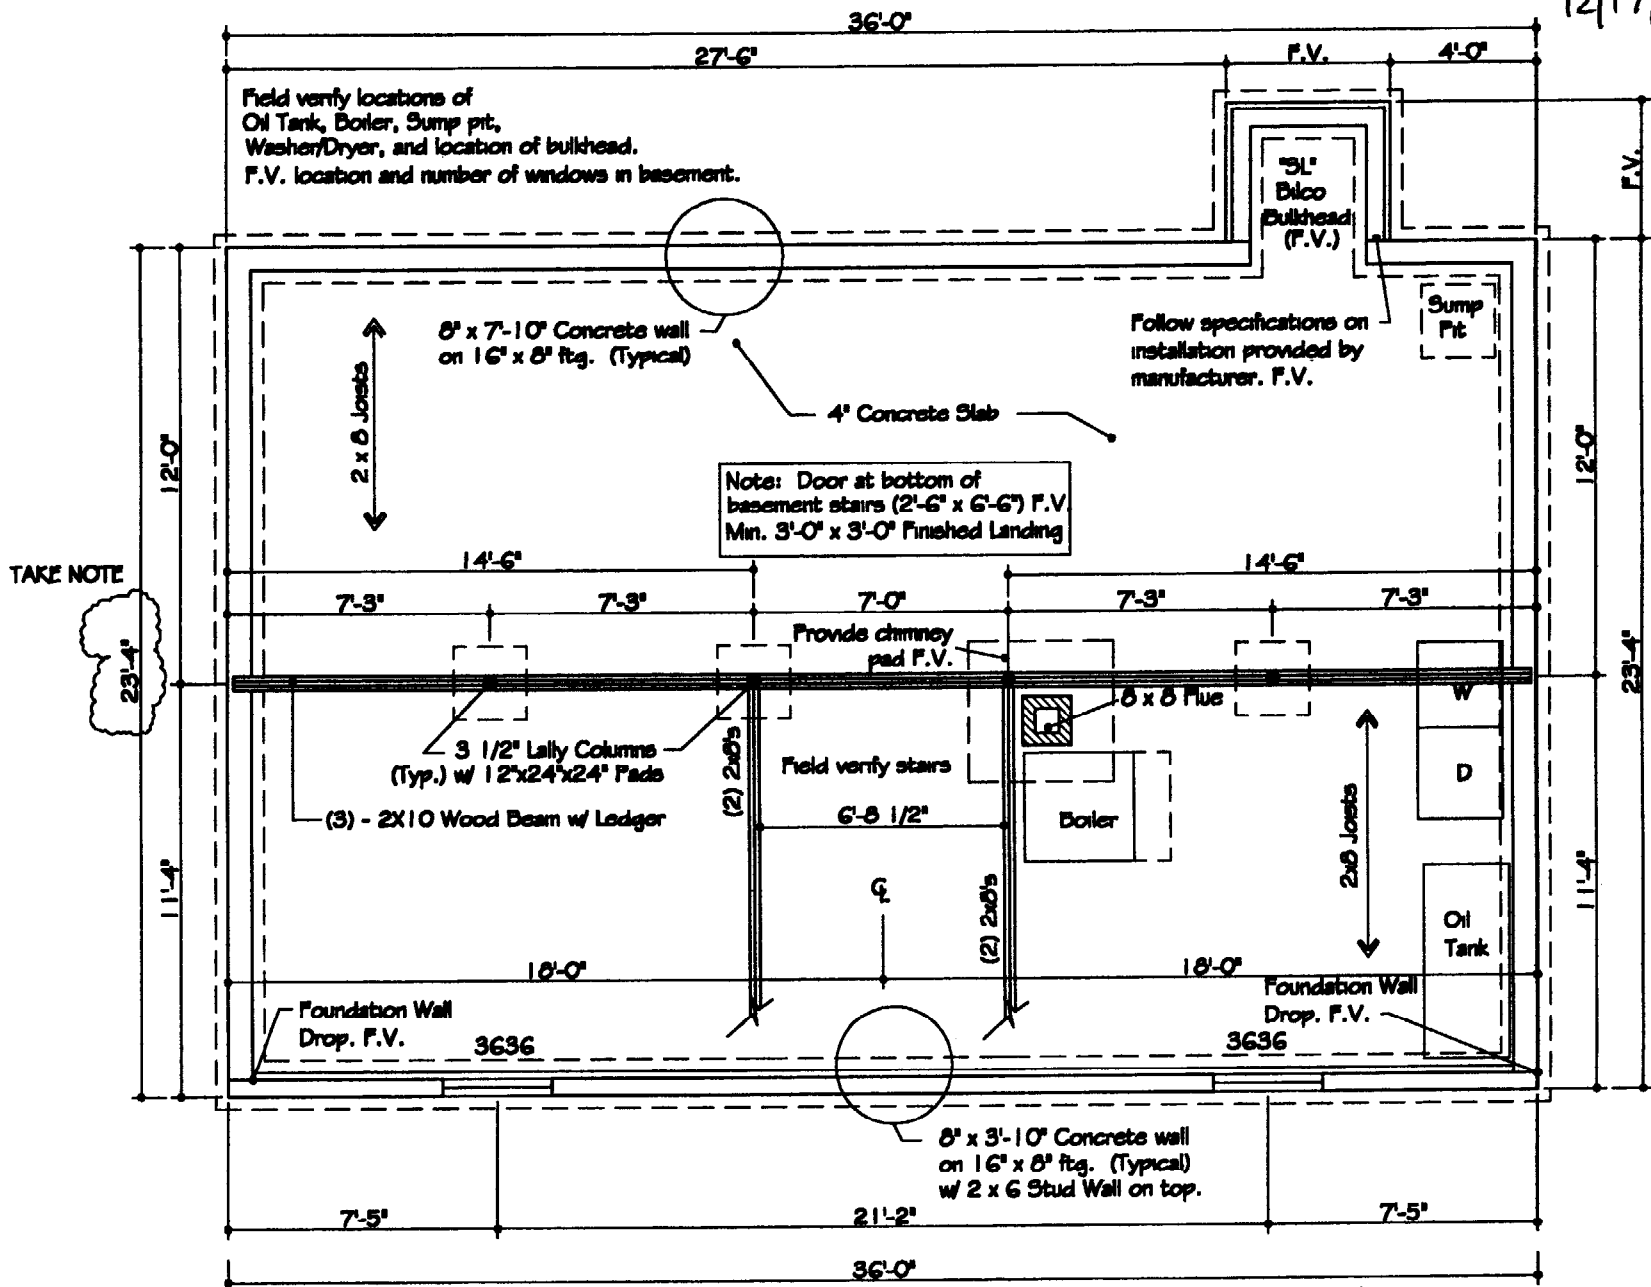 36'-0"
27'-6"
F.V.
4'-0"
Field verify locations of
Oil Tank, Boiler, Sump pit,
Washer/Dryer, and location of bulkhead.
F.V. location and number of windows in basement.
"SL"
Bilco
Bulkhead
(F.V.)
F.V.
8" x 7'-10" Concrete wall
on 16" x 8" ftg. (Typical)
Follow specifications on
installation provided by
manufacturer. F.V.
Sump
Pit
2 x 8 Joists
4" Concrete Slab
12'-0"
12'-0"
Note: Door at bottom of
basement stairs (2'-6" x 6'-6") F.V.
Min. 3'-0" x 3'-0" Finished Landing
TAKE NOTE
14'-6"
14'-6"
7'-3"
7'-3"
7'-0"
7'-3"
7'-3"
23'-4"
23'-4"
Provide chimney
pad F.V.
8 x 8 Flue
W
D
3 1/2" Lally Columns
(Typ.) w/ 12"x24"x24" Pads
(2) 2x8's
Field verify stairs
(3) - 2X10 Wood Beam w/ Ledger
6'-8 1/2"
Boiler
2x8 Joists
11'-4"
11'-4"
(2) 2x8's
Oil
Tank
18'-0"
18'-0"
Foundation Wall
Drop. F.V.
Foundation Wall
Drop. F.V.
3636
3636
8" x 3'-10" Concrete wall
on 16" x 8" ftg. (Typical)
w/ 2 x 6 Stud Wall on top.
7'-5"
21'-2"
7'-5"
36'-0"